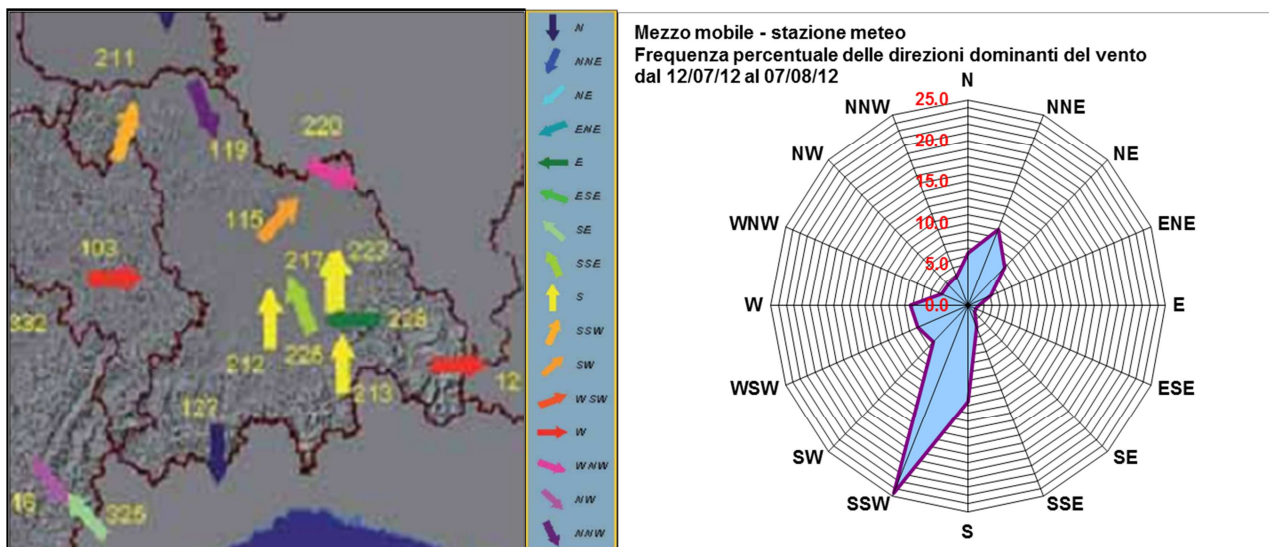 211
119
220
115
103
217
223
332
228
226
212
213
12
127
16
325
N
NNE
NE
ENE
E
ESE
SE
SSE
S
SSW
SW
WSW
W
WNW
NW
NNW
Mezzo mobile - stazione meteo
Frequenza percentuale delle direzioni dominanti del vento
dal 12/07/12 al 07/08/12
N
NNE
NE
ENE
E
ESE
SE
SSE
S
SSW
SW
WSW
W
WNW
NW
NNW
25.0
20.0
15.0
10.0
5.0
0.0